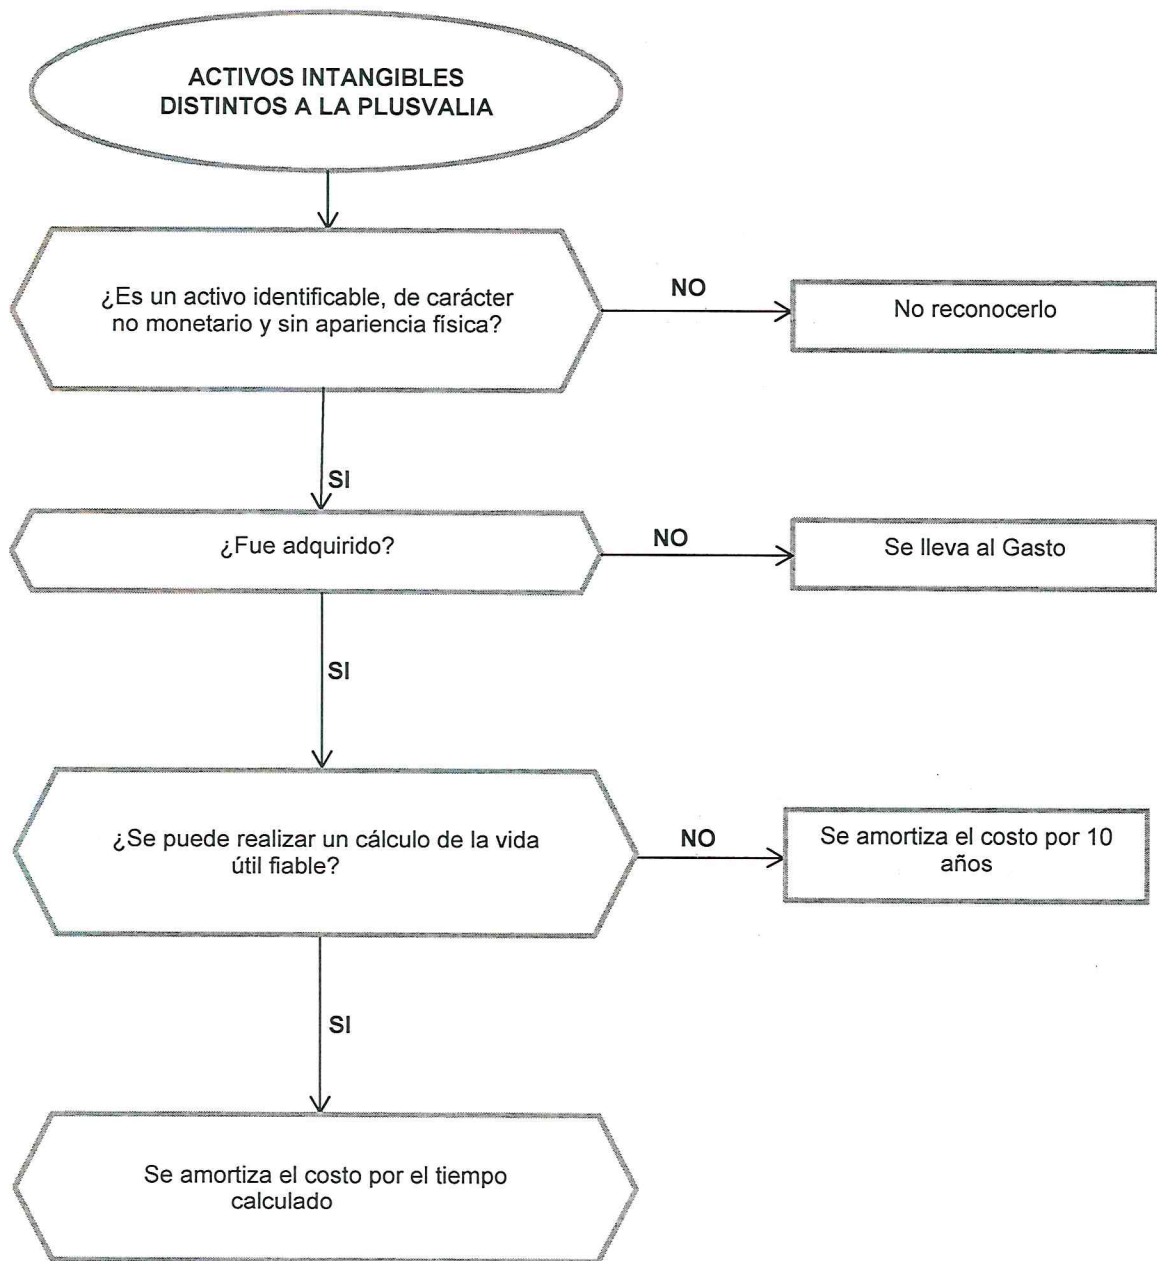 ACTIVOS INTANGIBLES
DISTINTOS A LA PLUSVALIA
¿Es un activo identificable, de carácter
no monetario y sin apariencia física?
NO
No reconocerlo
SI
¿Fue adquirido?
NO
Se lleva al Gasto
SI
¿Se puede realizar un cálculo de la vida
útil fiable?
NO
Se amortiza el costo por 10
años
SI
Se amortiza el costo por el tiempo
calculado